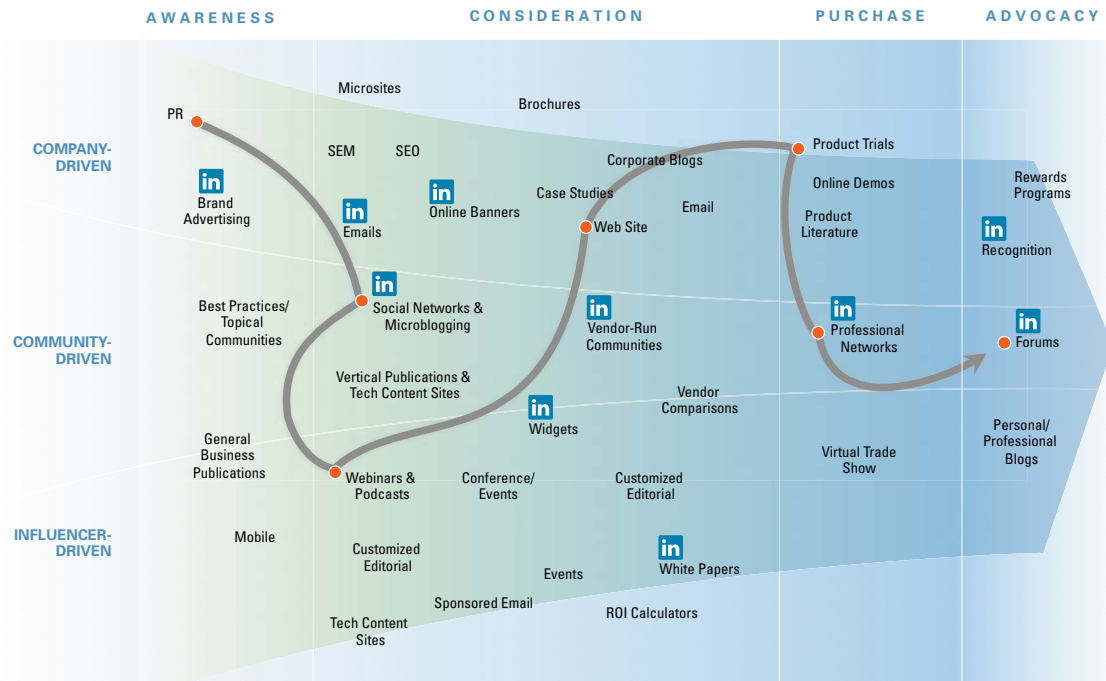 AWARENESS
CONSIDERATION
PURCHASE
ADVOCACY
COMPANY-
DRIVEN
COMMUNITY-
DRIVEN
INFLUENCER-
DRIVEN
PR
in
Brand
Advertising
Best Practices/
Topical
Communities
General
Business
Publications
Mobile
Microsites
Brochures
SEM
SEO
in
Emails
in
Online Banners
Case Studies
Corporate Blogs
Email
Web Site
in
Social Networks &
Microblogging
in
Vendor-Run
Communities
Vertical Publications &
Tech Content Sites
in
Widgets
Vendor
Comparisons
Webinars &
Podcasts
Conference/
Events
Customized
Editorial
Customized
Editorial
Events
in
White Papers
Sponsored Email
ROI Calculators
Tech Content
Sites
Product Trials
Online Demos
Product
Literature
in
Professional
Networks
Virtual Trade
Show
Rewards
Programs
in
Recognition
in
Forums
Personal/
Professional
Blogs